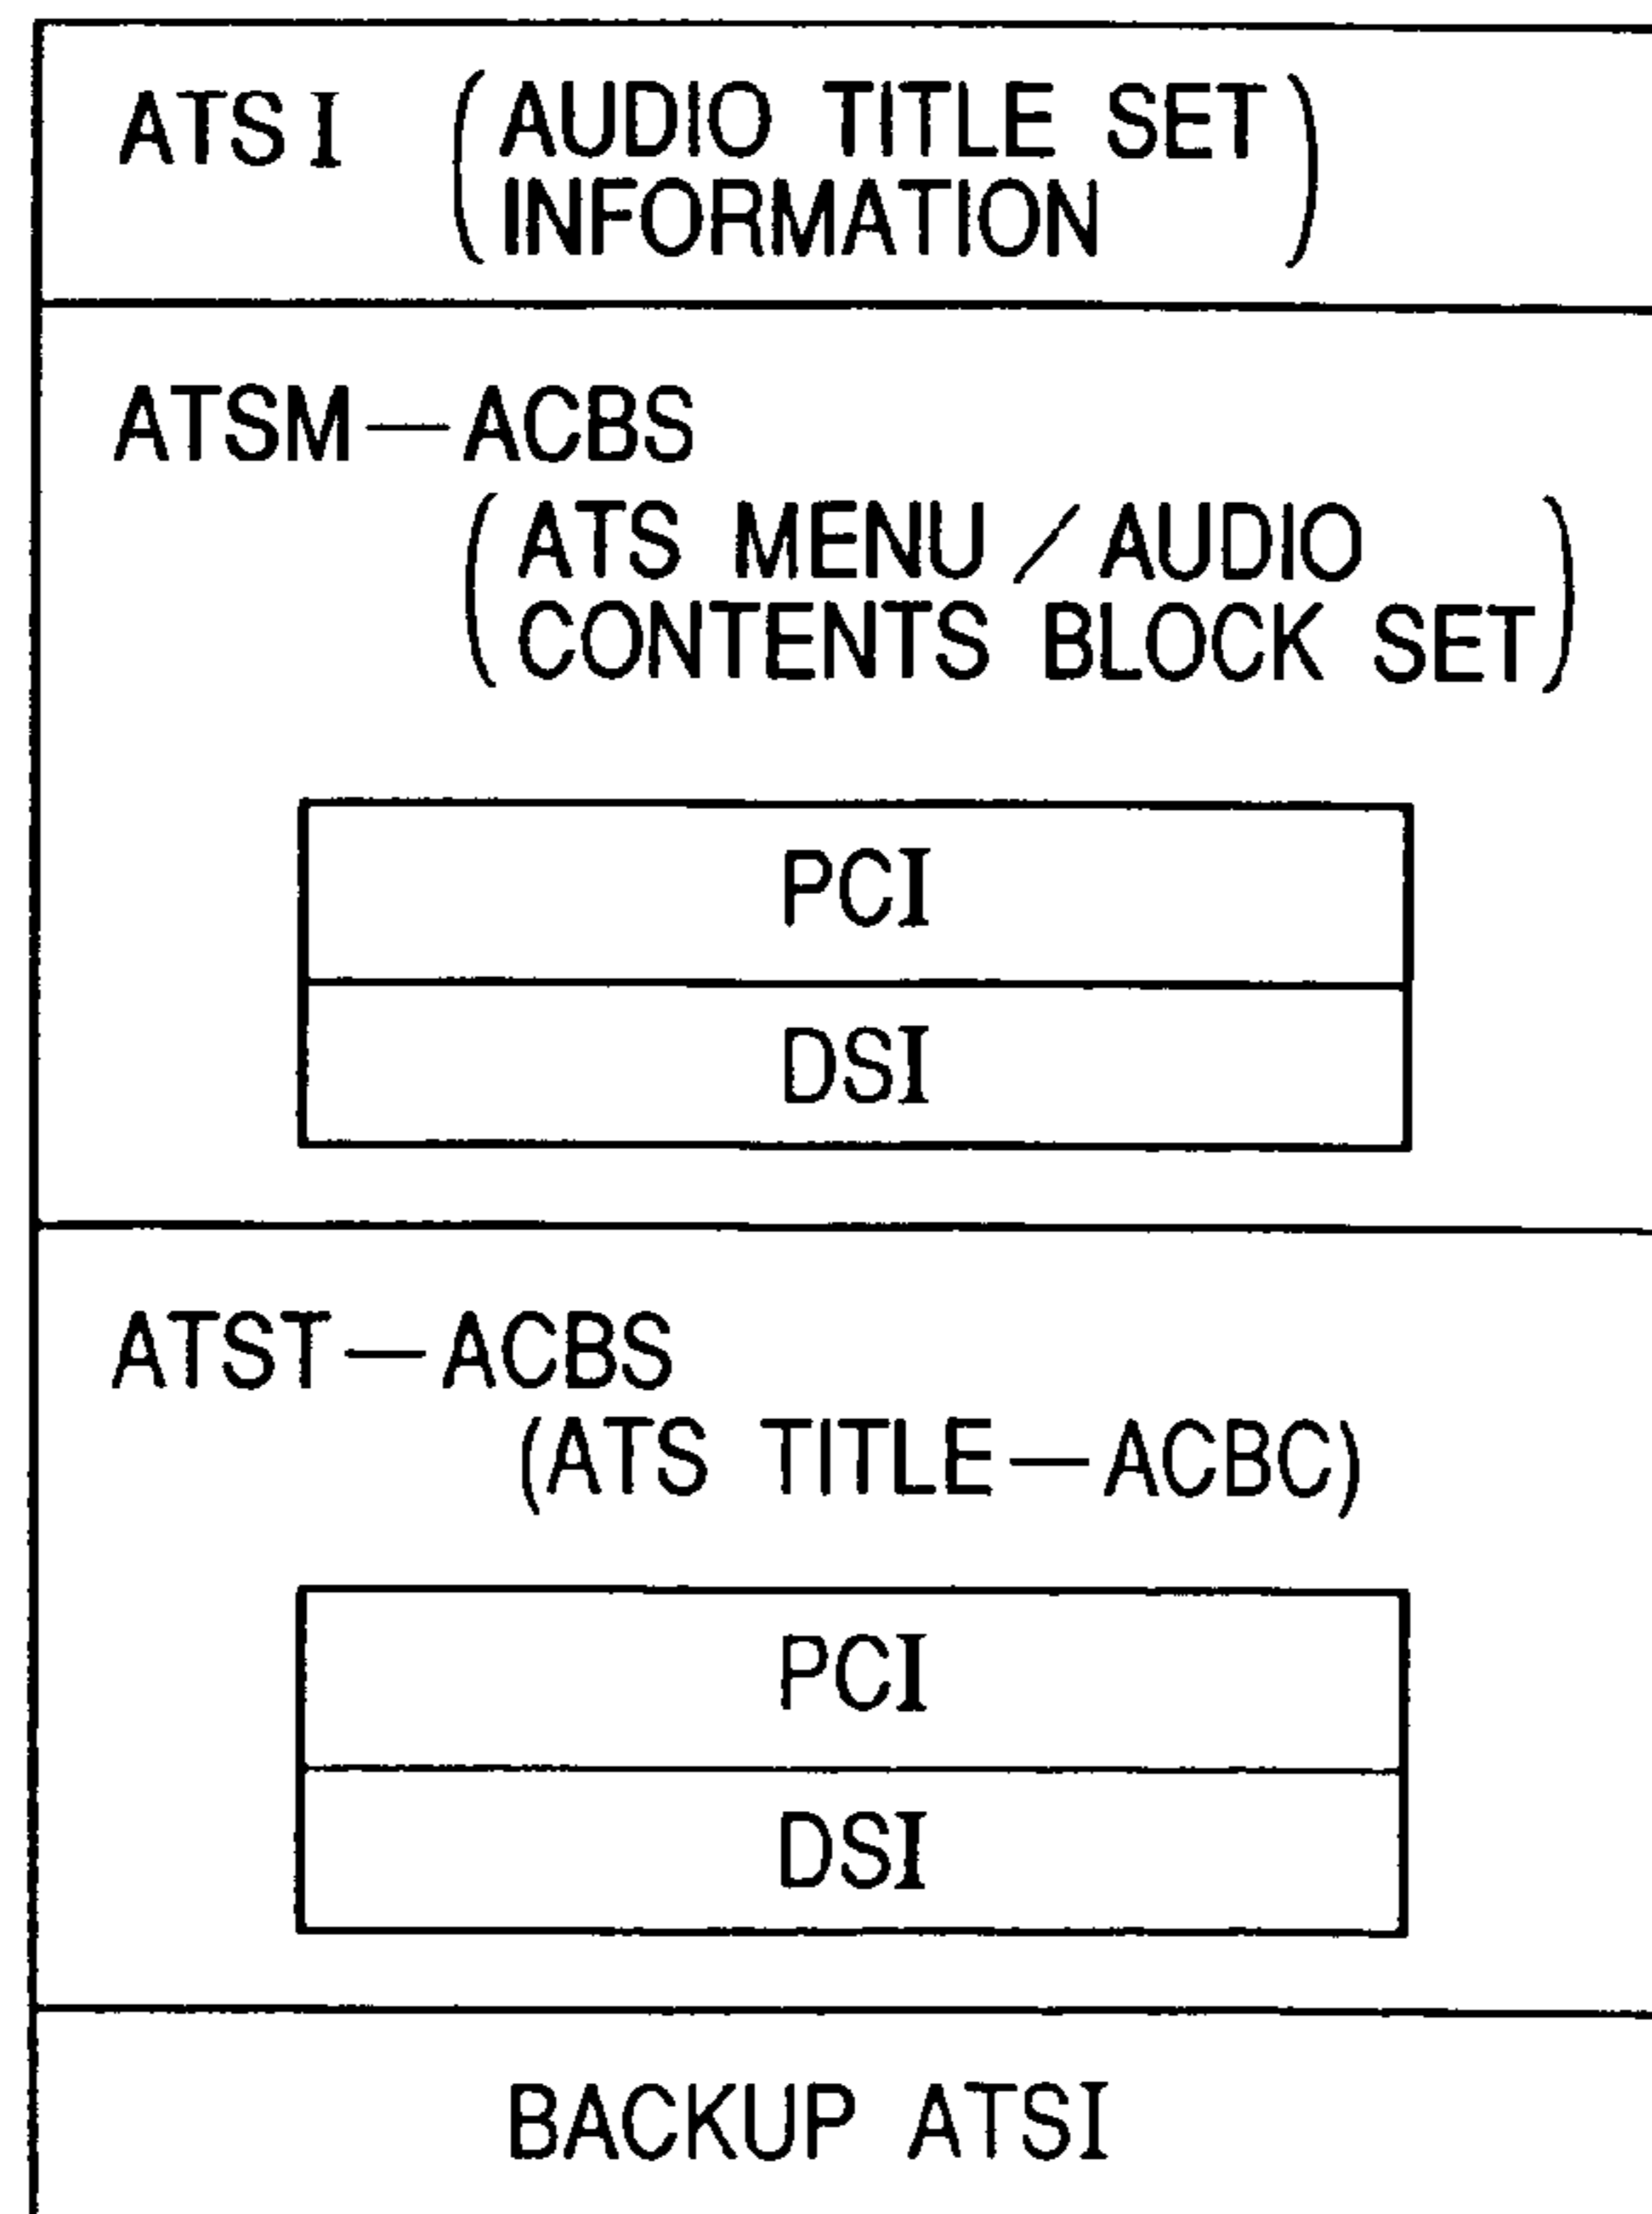 ATSI (AUDIO TITLE SET
INFORMATION)
ATSM—ACBS
(ATS MENU/AUDIO
CONTENTS BLOCK SET)
PCI
DSI
ATST—ACBS
(ATS TITLE—ACBC)
PCI
DSI
BACKUP ATSI